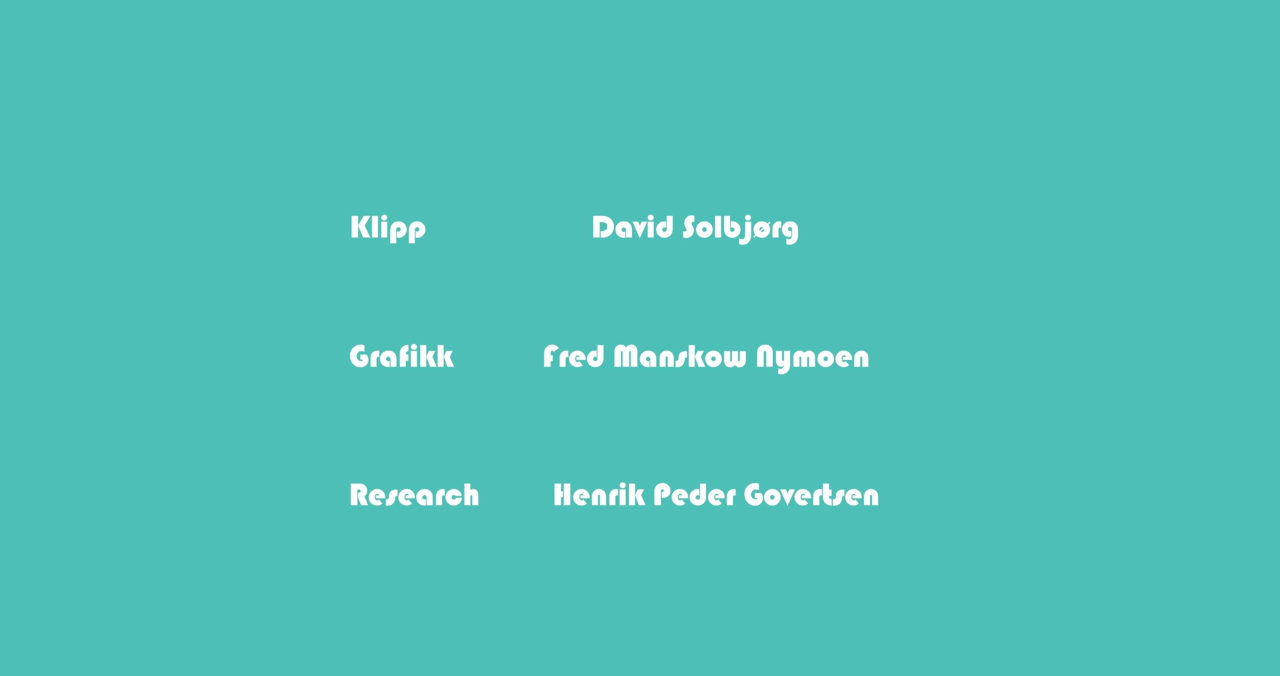 Klipp David Solbjørg
Grafikk Fred Manskow Nymoen
Research Henrik Peder Govertsen